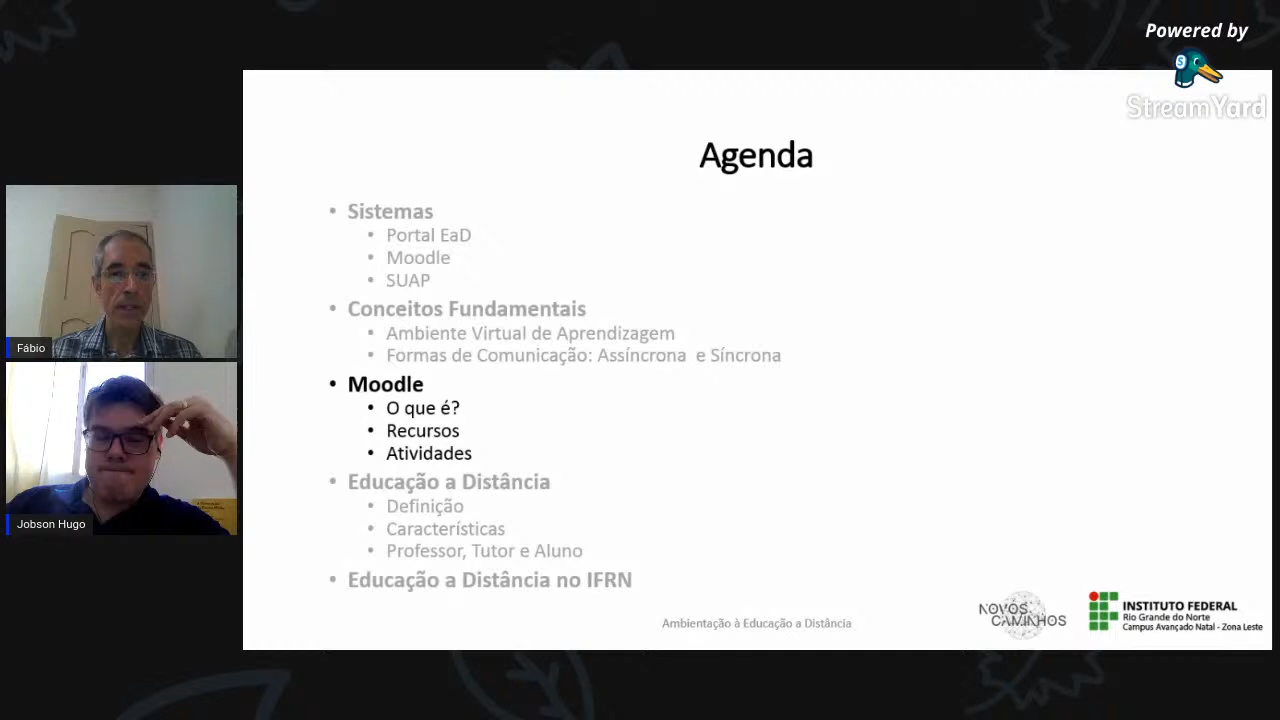 Powered by
StreamYard
Agenda
• Sistemas
• Portal EaD
• Moodle
• SUAP
• Conceitos Fundamentais
• Ambiente Virtual de Aprendizagem
• Formas de Comunicação: Assíncrona e Síncrona
• Moodle
• O que é?
• Recursos
• Atividades
• Educação a Distância
• Definição
• Características
• Professor, Tutor e Aluno
• Educação a Distância no IFRN
Ambientação à Educação a Distância
NOVOS
CAMINHOS
INSTITUTO FEDERAL
Rio Grande do Norte
Campus Avançado Natal - Zona Leste
Fábio
Jobson Hugo